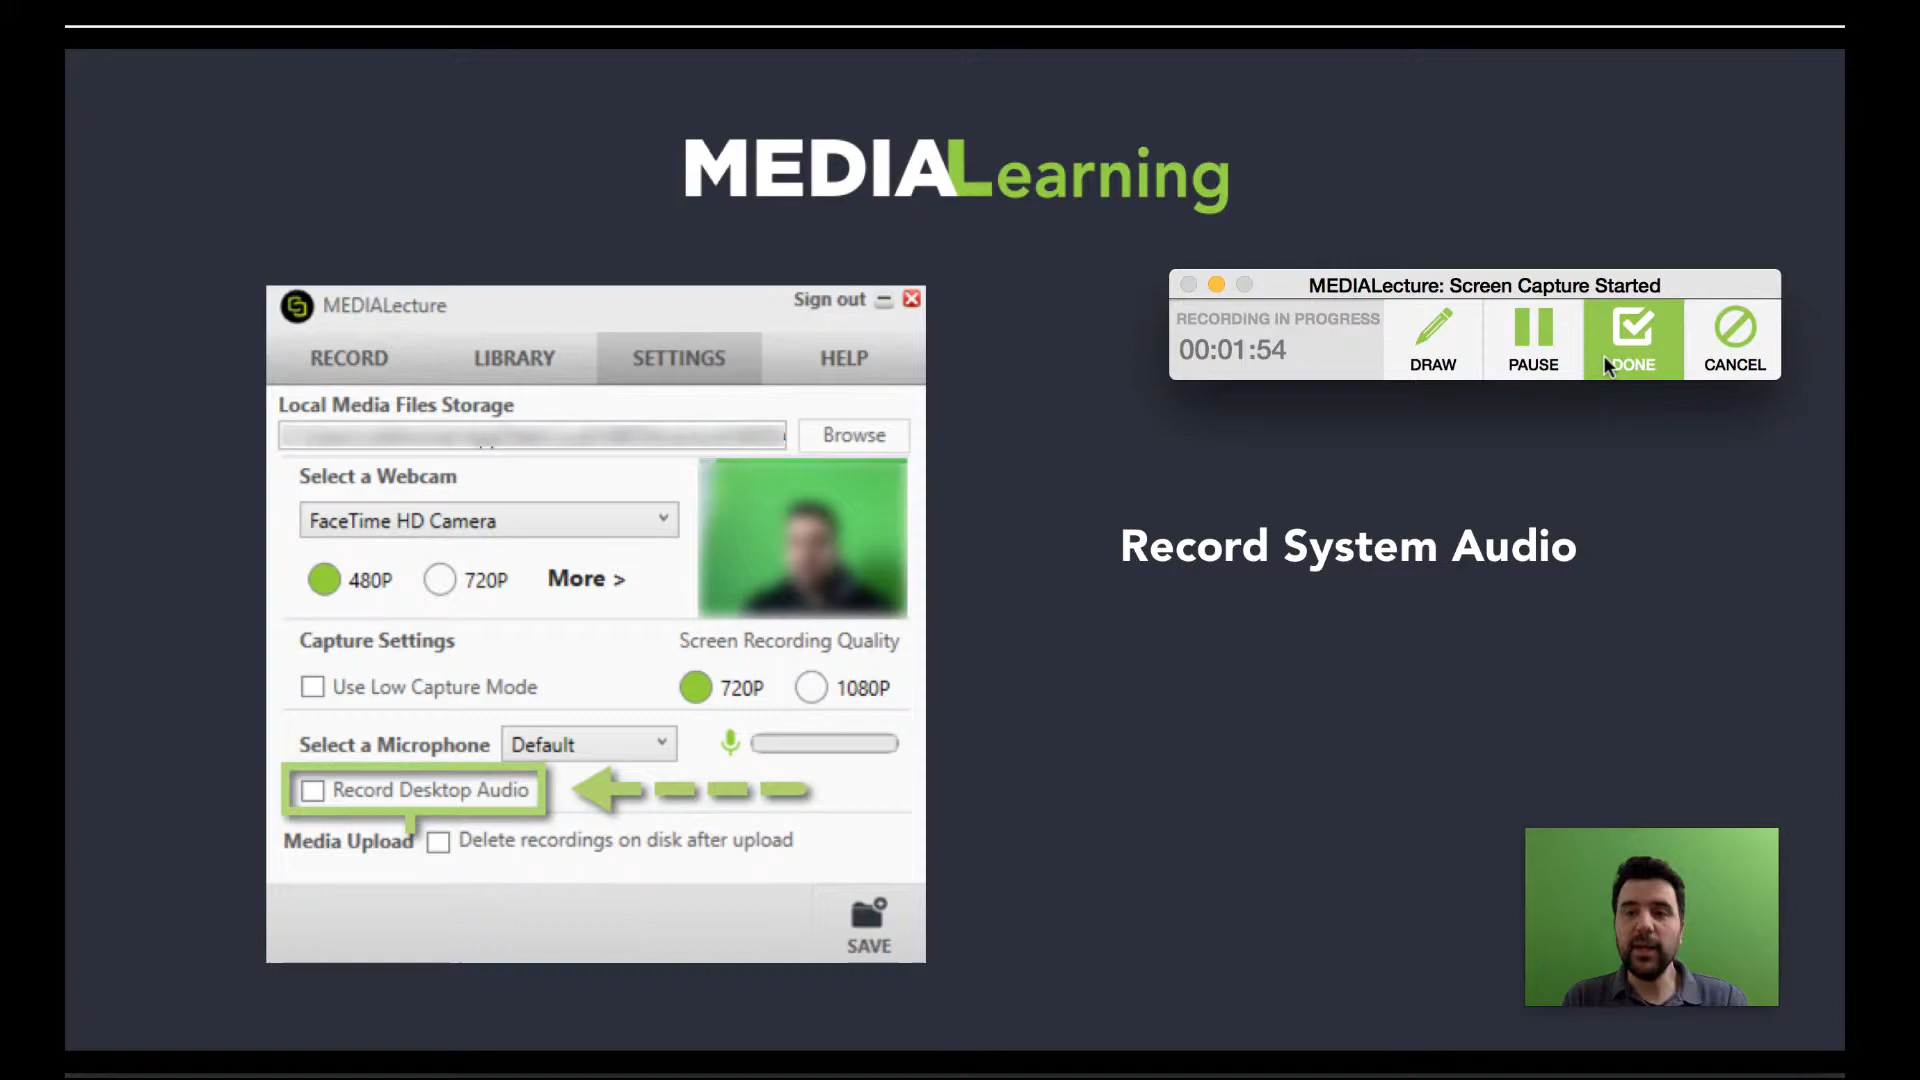 MEDIALearning
MEDIALecture
Sign out
RECORD LIBRARY SETTINGS HELP
Local Media Files Storage
Browse
Select a Webcam
FaceTime HD Camera
480P 720P More >
Capture Settings Screen Recording Quality
Use Low Capture Mode 720P 1080P
Select a Microphone Default
Record Desktop Audio
Media Upload Delete recordings on disk after upload
SAVE
MEDIALecture: Screen Capture Started
RECORDING IN PROGRESS
00:01:54
DRAW PAUSE DONE CANCEL
Record System Audio